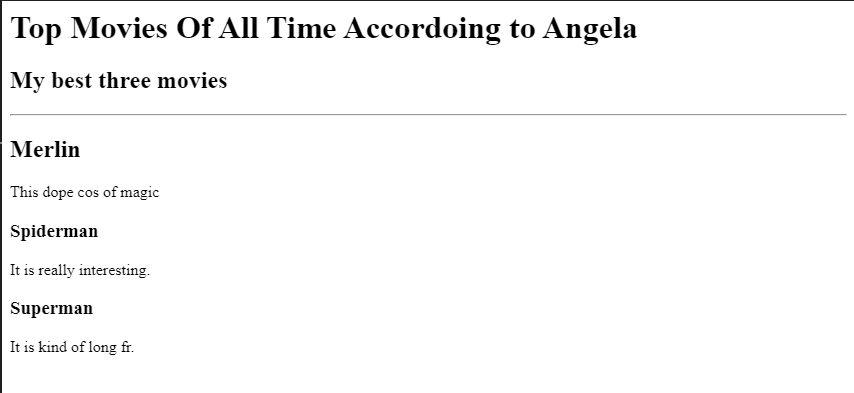 Top Movies Of All Time Accordoing to Angela
My best three movies
Merlin
This dope cos of magic
Spiderman
It is really interesting.
Superman
It is kind of long fr.